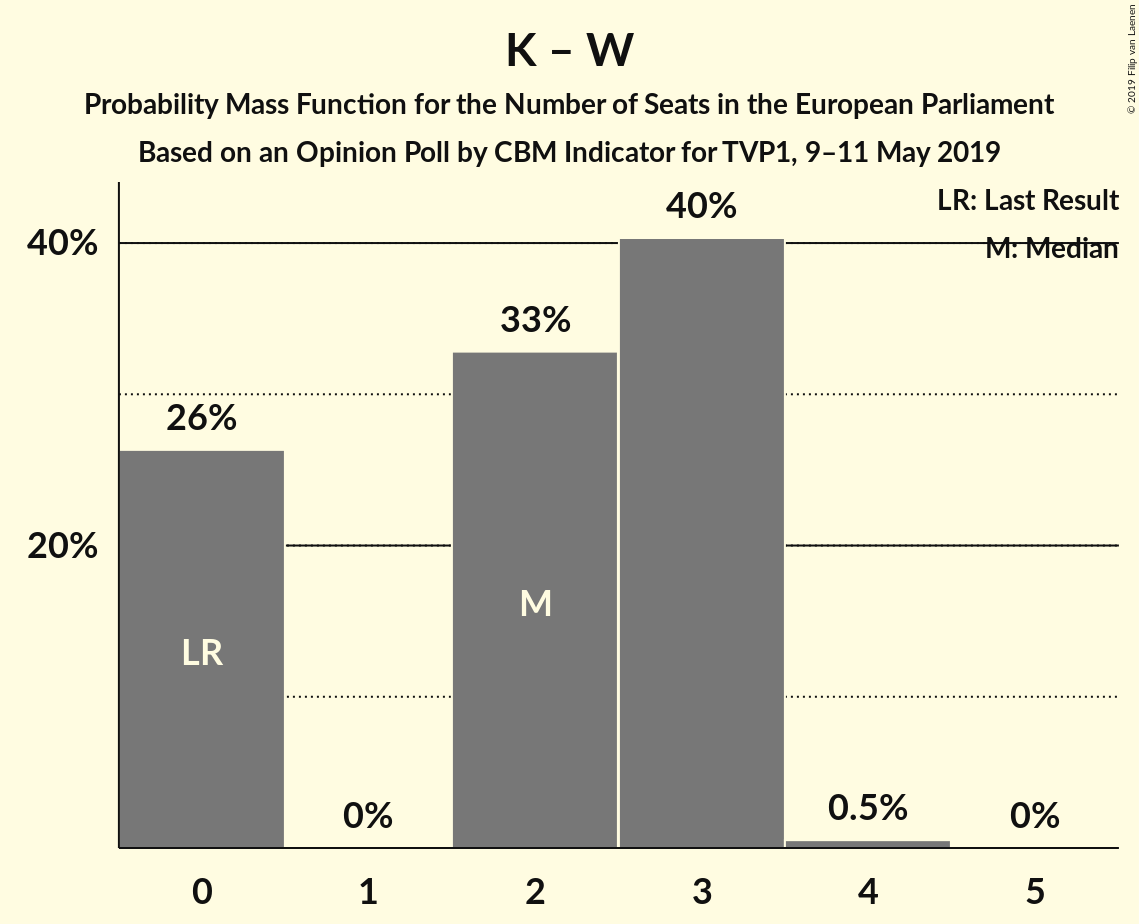 K – W
Probability Mass Function for the Number of Seats in the European Parliament
Based on an Opinion Poll by CBM Indicator for TVP1, 9–11 May 2019
© 2019 Filip van Laenen
LR: Last Result
M: Median
40%
20%
26%
0%
33%
40%
0.5%
0%
LR
M
0
1
2
3
4
5